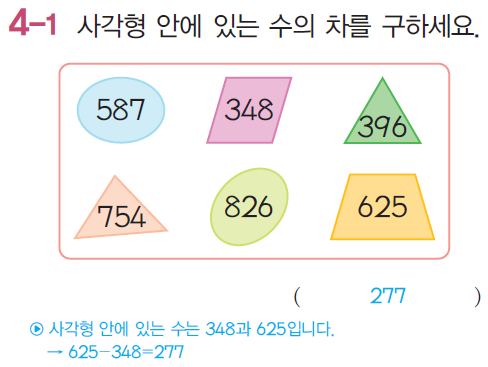 4-1 사각형 안에 있는 수의 차를 구하세요.
587 348 396
754 826 625
( 277 )
▶ 사각형 안에 있는 수는 348과 625입니다.
→ 625-348=277